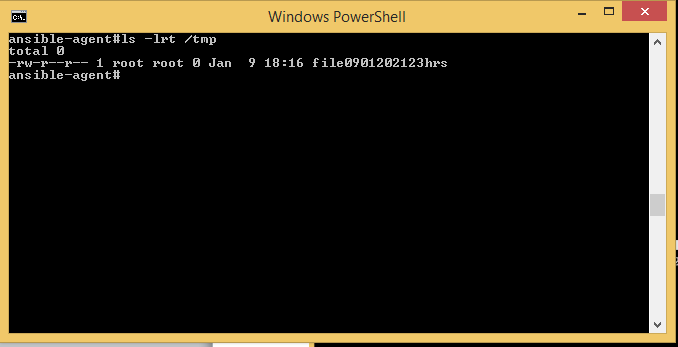 Windows PowerShell
ansible-agent#ls -lrt /tmp
total 0
-rw-r--r-- 1 root root 0 Jan  9 18:16 file0901202123hrs
ansible-agent#